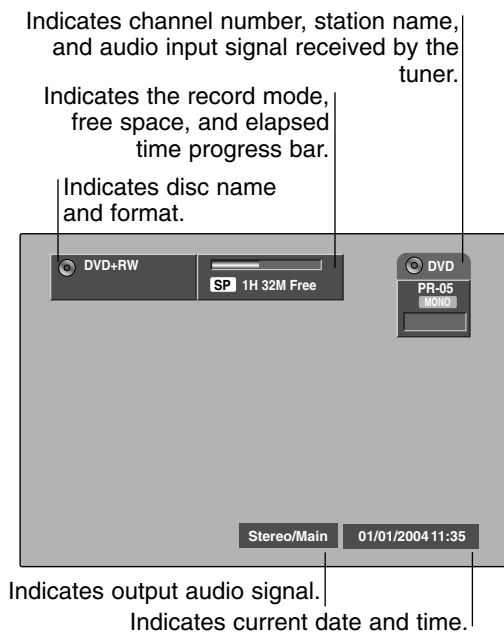 Indicates channel number, station name,
and audio input signal received by the
tuner.
Indicates the record mode,
free space, and elapsed
time progress bar.
Indicates disc name
and format.
DVD+RW
SP 1H 32M Free
DVD
PR-05
MONO
Stereo/Main
01/01/2004 11:35
Indicates output audio signal.
Indicates current date and time.